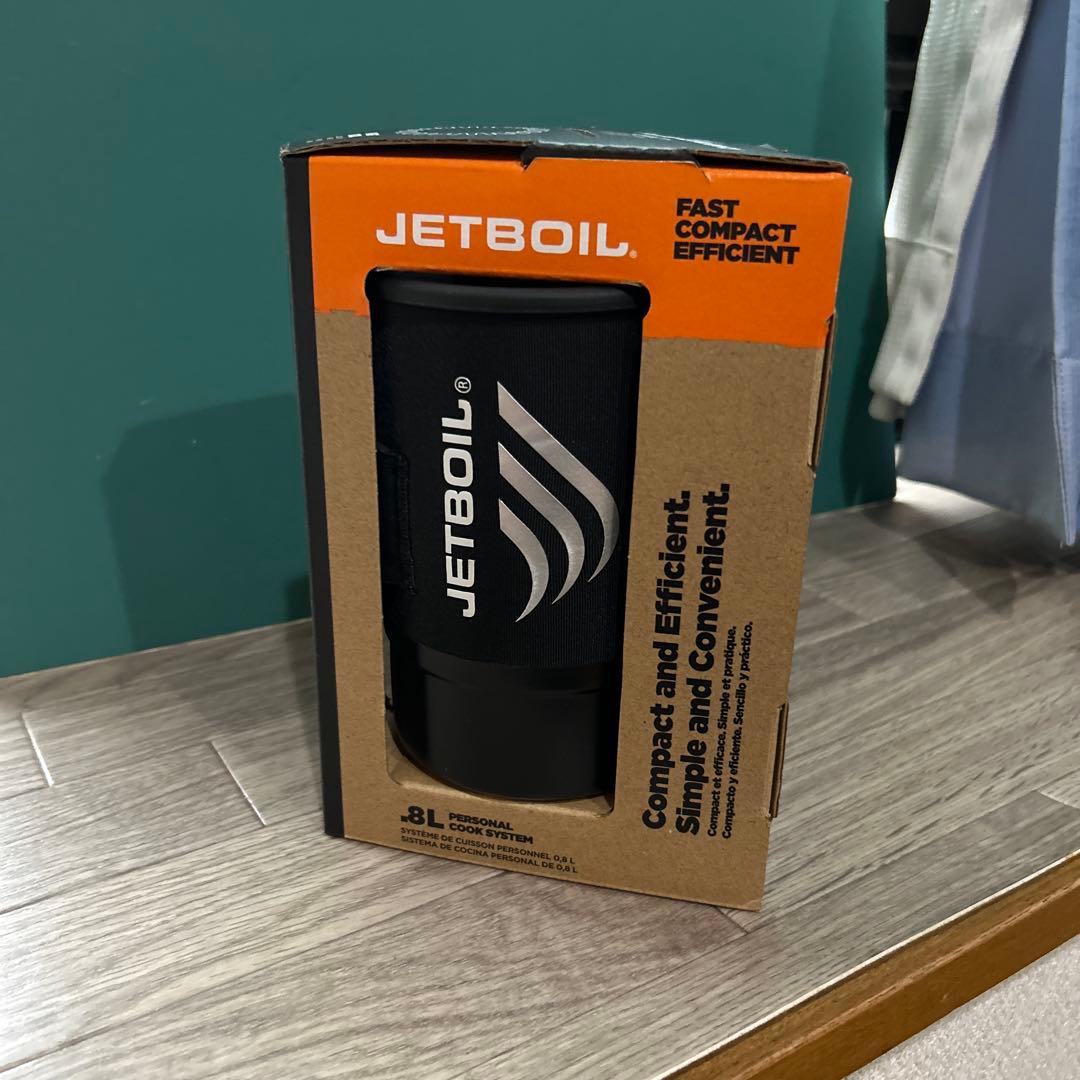 JETBOIL®
FAST
COMPACT
EFFICIENT
JETBOIL®
Compact and Efficient.
Simple and Convenient.
Compact et efficace. Simple et pratique.
Compacto y eficiente. Sencillo y práctico.
.8L PERSONAL
COOK SYSTEM
SYSTÈME DE CUISSON PERSONNEL 0,8 L
SISTEMA DE COCINA PERSONAL DE 0,8 L